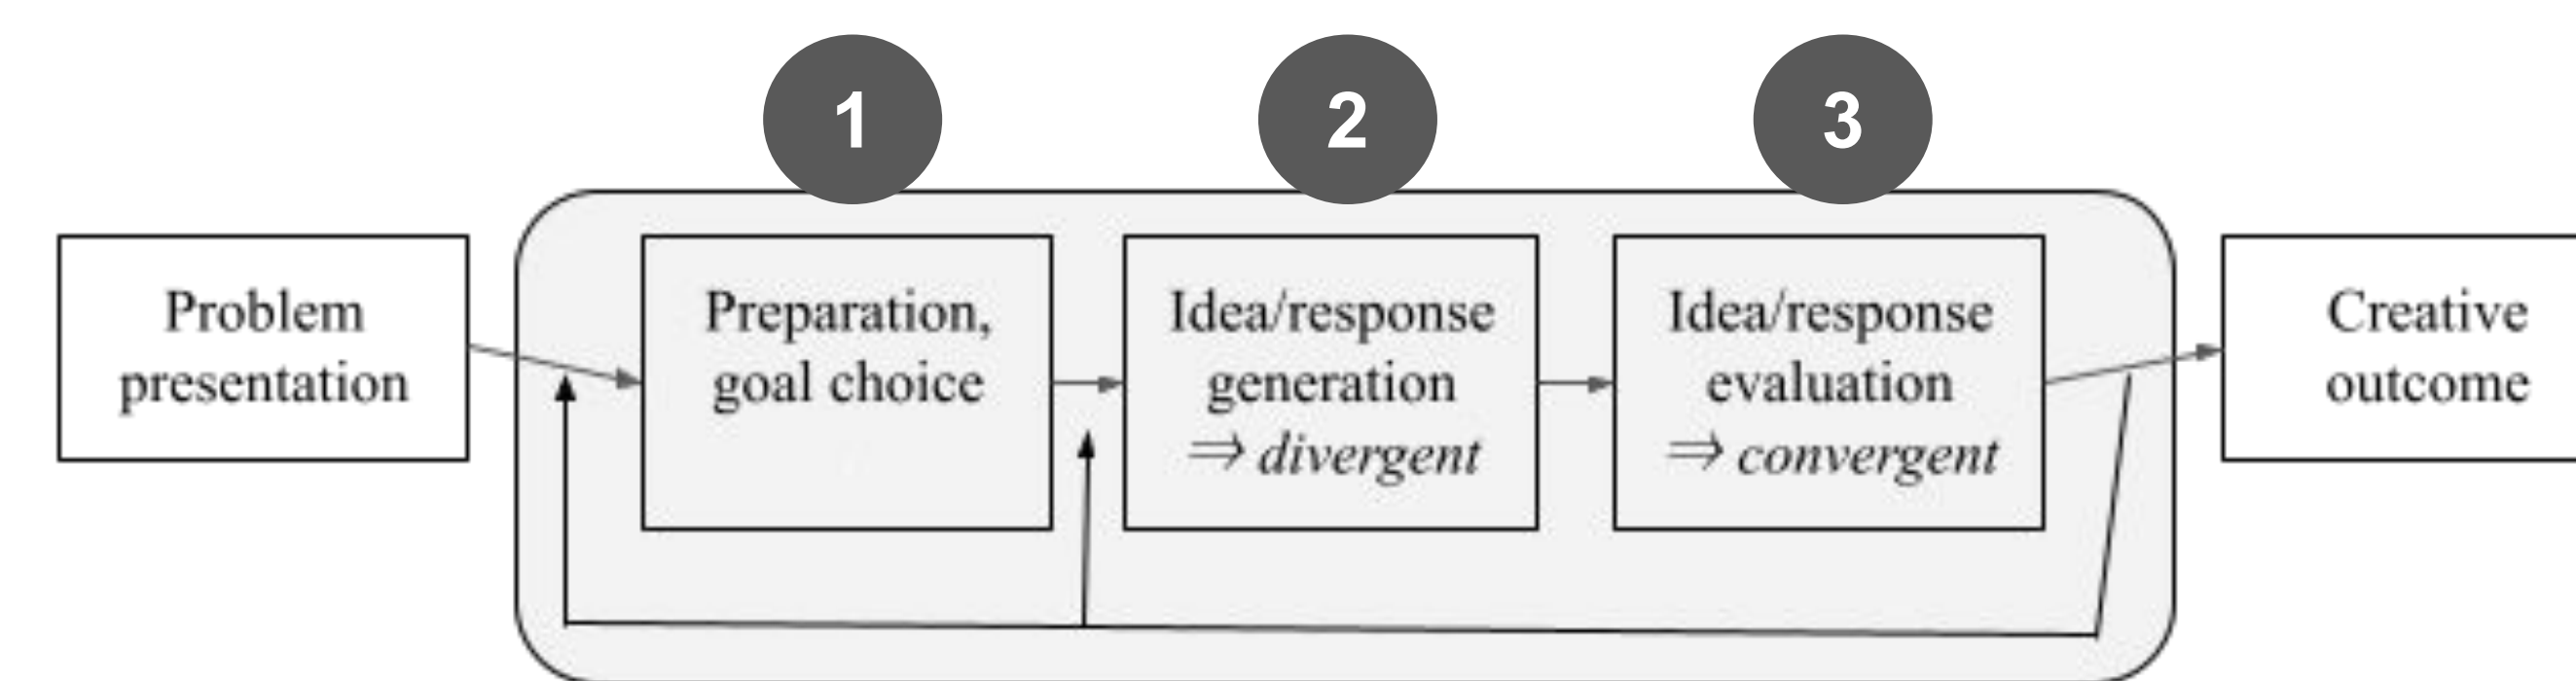 1
2
3
Problem
presentation
Preparation,
goal choice
Idea/response
generation
⇒ divergent
Idea/response
evaluation
⇒ convergent
Creative
outcome